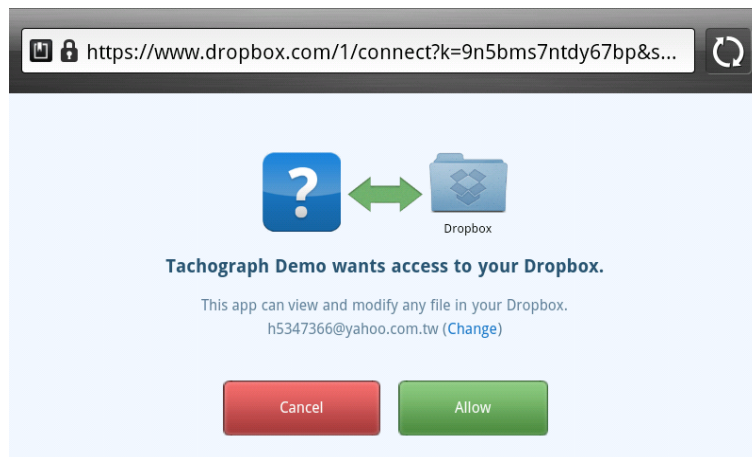 https://www.dropbox.com/1/connect?k=9n5bms7ntdy67bp&s...
?
Dropbox
Tachograph Demo wants access to your Dropbox.
This app can view and modify any file in your Dropbox.
h5347366@yahoo.com.tw (Change)
Cancel Allow